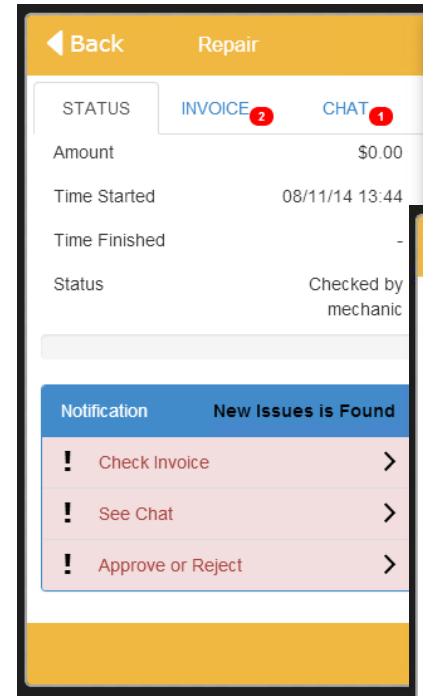 Back Repair
STATUS INVOICE 2 CHAT 1
Amount $0.00
Time Started 08/11/14 13:44
Time Finished -
Status Checked by
mechanic
Notification New Issues is Found
! Check Invoice
! See Chat
! Approve or Reject